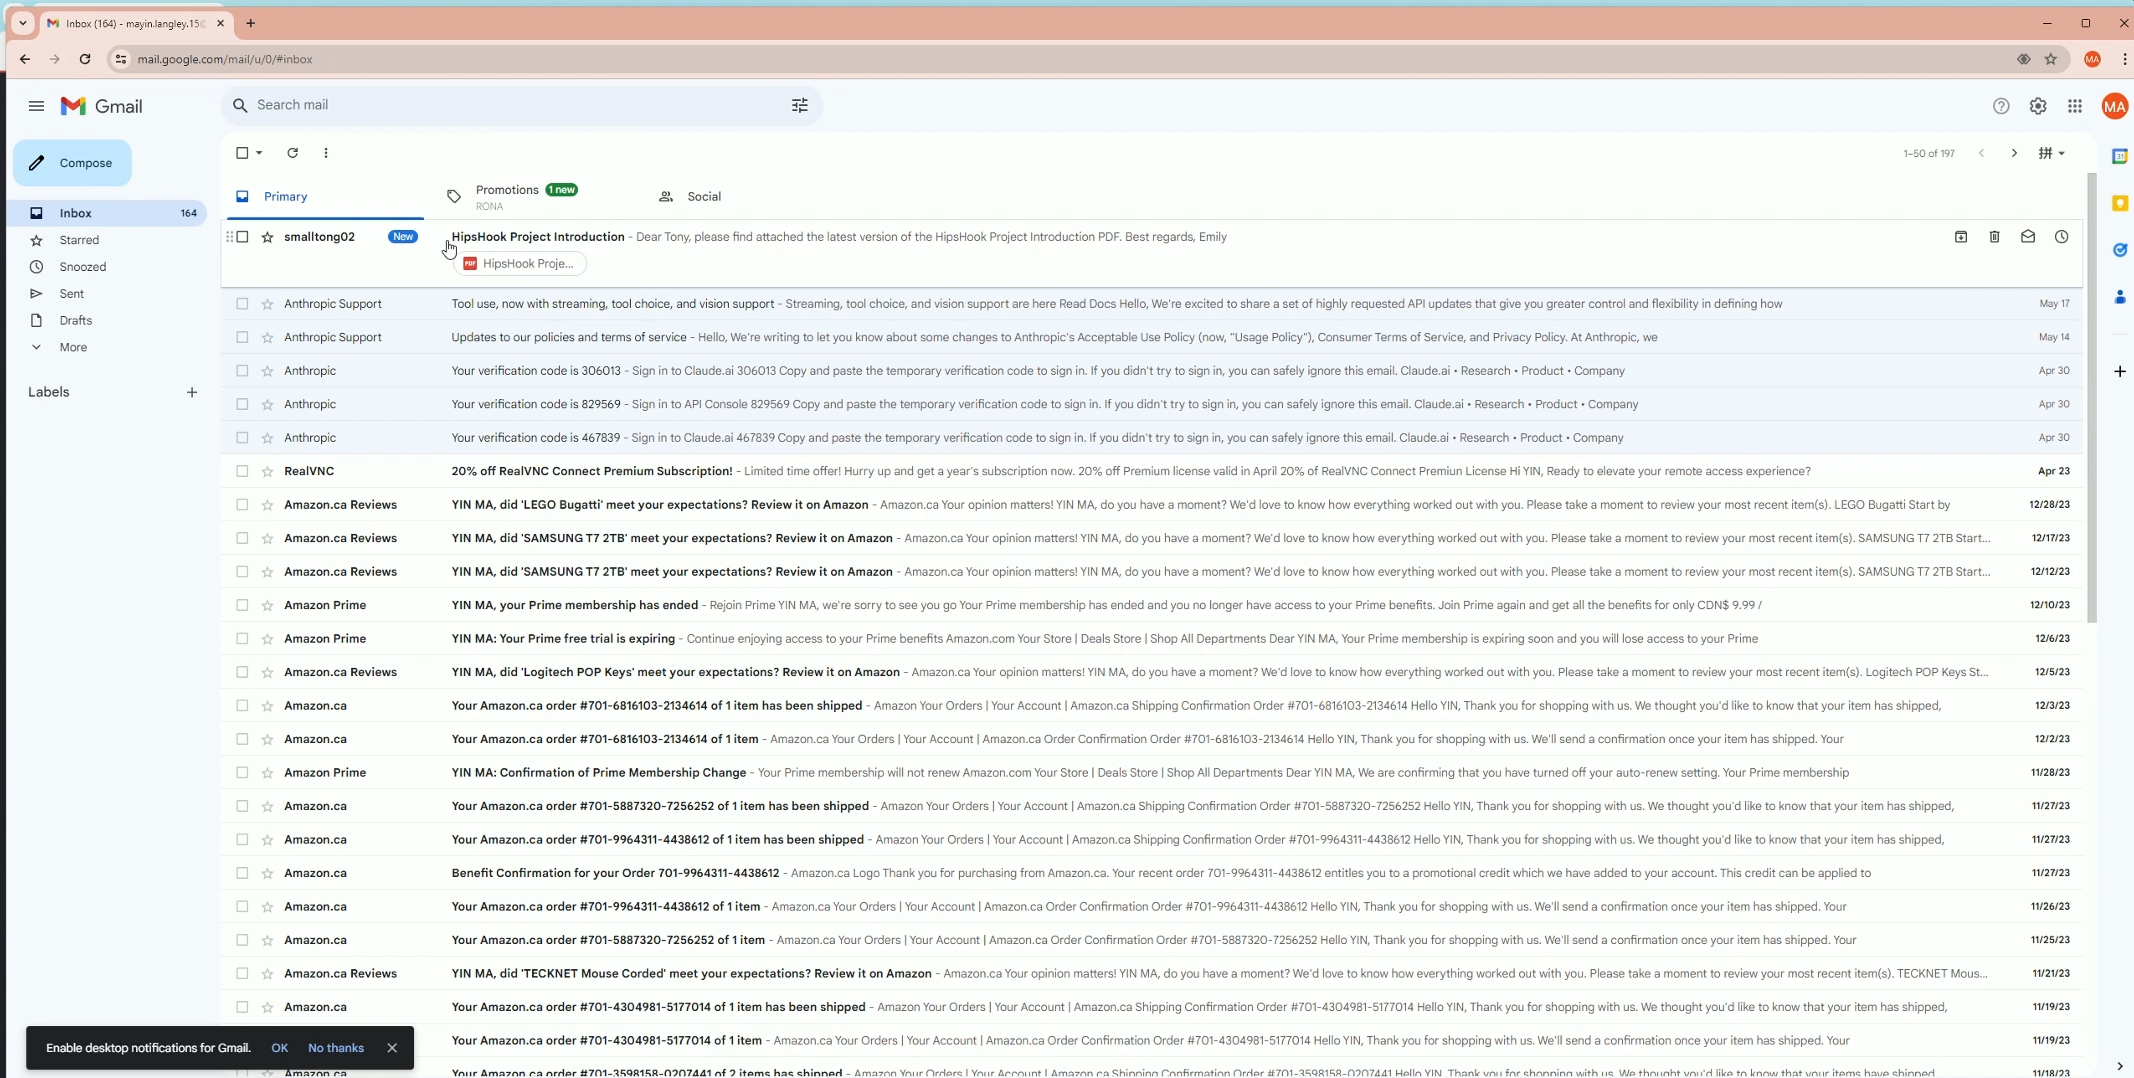 Inbox (164) - mayin.langley.15
mail.google.com/mail/u/0/#inbox
MA
Gmail
Search mail
MA
Compose
1–50 of 197
拼
31
Primary
Promotions 1 new
RONA
Social
Inbox 164
Starred
Snoozed
Sent
Drafts
More
Labels
smalltong02 New HipsHook Project Introduction - Dear Tony, please find attached the latest version of the HipsHook Project Introduction PDF. Best regards, Emily
PDF HipsHook Proje...
Anthropic Support Tool use, now with streaming, tool choice, and vision support - Streaming, tool choice, and vision support are here Read Docs Hello, We're excited to share a set of highly requested API updates that give you greater control and flexibility in defining how May 17
Anthropic Support Updates to our policies and terms of service - Hello, We're writing to let you know about some changes to Anthropic's Acceptable Use Policy (now, "Usage Policy"), Consumer Terms of Service, and Privacy Policy. At Anthropic, we May 14
Anthropic Your verification code is 306013 - Sign in to Claude.ai 306013 Copy and paste the temporary verification code to sign in. If you didn't try to sign in, you can safely ignore this email. Claude.ai • Research • Product • Company Apr 30
Anthropic Your verification code is 829569 - Sign in to API Console 829569 Copy and paste the temporary verification code to sign in. If you didn't try to sign in, you can safely ignore this email. Claude.ai • Research • Product • Company Apr 30
Anthropic Your verification code is 467839 - Sign in to Claude.ai 467839 Copy and paste the temporary verification code to sign in. If you didn't try to sign in, you can safely ignore this email. Claude.ai • Research • Product • Company Apr 30
RealVNC 20% off RealVNC Connect Premium Subscription! - Limited time offer! Hurry up and get a year's subscription now. 20% off Premium license valid in April 20% of RealVNC Connect Premiun License Hi YIN, Ready to elevate your remote access experience? Apr 23
Amazon.ca Reviews YIN MA, did 'LEGO Bugatti' meet your expectations? Review it on Amazon - Amazon.ca Your opinion matters! YIN MA, do you have a moment? We'd love to know how everything worked out with you. Please take a moment to review your most recent item(s). LEGO Bugatti Start by 12/28/23
Amazon.ca Reviews YIN MA, did 'SAMSUNG T7 2TB' meet your expectations? Review it on Amazon - Amazon.ca Your opinion matters! YIN MA, do you have a moment? We'd love to know how everything worked out with you. Please take a moment to review your most recent item(s). SAMSUNG T7 2TB Start... 12/17/23
Amazon.ca Reviews YIN MA, did 'SAMSUNG T7 2TB' meet your expectations? Review it on Amazon - Amazon.ca Your opinion matters! YIN MA, do you have a moment? We'd love to know how everything worked out with you. Please take a moment to review your most recent item(s). SAMSUNG T7 2TB Start... 12/12/23
Amazon Prime YIN MA, your Prime membership has ended - Rejoin Prime YIN MA, we're sorry to see you go Your Prime membership has ended and you no longer have access to your Prime benefits. Join Prime again and get all the benefits for only CDN$ 9.99 / 12/10/23
Amazon Prime YIN MA: Your Prime free trial is expiring - Continue enjoying access to your Prime benefits Amazon.com Your Store | Deals Store | Shop All Departments Dear YIN MA, Your Prime membership is expiring soon and you will lose access to your Prime 12/6/23
Amazon.ca Reviews YIN MA, did 'Logitech POP Keys' meet your expectations? Review it on Amazon - Amazon.ca Your opinion matters! YIN MA, do you have a moment? We'd love to know how everything worked out with you. Please take a moment to review your most recent item(s). Logitech POP Keys St... 12/5/23
Amazon.ca Your Amazon.ca order #701-6816103-2134614 of 1 item has been shipped - Amazon Your Orders | Your Account | Amazon.ca Shipping Confirmation Order #701-6816103-2134614 Hello YIN, Thank you for shopping with us. We thought you'd like to know that your item has shipped, 12/3/23
Amazon.ca Your Amazon.ca order #701-6816103-2134614 of 1 item - Amazon.ca Your Orders | Your Account | Amazon.ca Order Confirmation Order #701-6816103-2134614 Hello YIN, Thank you for shopping with us. We'll send a confirmation once your item has shipped. Your 12/2/23
Amazon Prime YIN MA: Confirmation of Prime Membership Change - Your Prime membership will not renew Amazon.com Your Store | Deals Store | Shop All Departments Dear YIN MA, We are confirming that you have turned off your auto-renew setting. Your Prime membership 11/28/23
Amazon.ca Your Amazon.ca order #701-5887320-7256252 of 1 item has been shipped - Amazon Your Orders | Your Account | Amazon.ca Shipping Confirmation Order #701-5887320-7256252 Hello YIN, Thank you for shopping with us. We thought you'd like to know that your item has shipped, 11/27/23
Amazon.ca Your Amazon.ca order #701-9964311-4438612 of 1 item has been shipped - Amazon Your Orders | Your Account | Amazon.ca Shipping Confirmation Order #701-9964311-4438612 Hello YIN, Thank you for shopping with us. We thought you'd like to know that your item has shipped, 11/27/23
Amazon.ca Benefit Confirmation for your Order 701-9964311-4438612 - Amazon.ca Logo Thank you for purchasing from Amazon.ca. Your recent order 701-9964311-4438612 entitles you to a promotional credit which we have added to your account. This credit can be applied to 11/27/23
Amazon.ca Your Amazon.ca order #701-9964311-4438612 of 1 item - Amazon.ca Your Orders | Your Account | Amazon.ca Order Confirmation Order #701-9964311-4438612 Hello YIN, Thank you for shopping with us. We'll send a confirmation once your item has shipped. Your 11/26/23
Amazon.ca Your Amazon.ca order #701-5887320-7256252 of 1 item - Amazon.ca Your Orders | Your Account | Amazon.ca Order Confirmation Order #701-5887320-7256252 Hello YIN, Thank you for shopping with us. We'll send a confirmation once your item has shipped. Your 11/25/23
Amazon.ca Reviews YIN MA, did 'TECKNET Mouse Corded' meet your expectations? Review it on Amazon - Amazon.ca Your opinion matters! YIN MA, do you have a moment? We'd love to know how everything worked out with you. Please take a moment to review your most recent item(s). TECKNET Mous... 11/21/23
Amazon.ca Your Amazon.ca order #701-4304981-5177014 of 1 item has been shipped - Amazon Your Orders | Your Account | Amazon.ca Shipping Confirmation Order #701-4304981-5177014 Hello YIN, Thank you for shopping with us. We thought you'd like to know that your item has shipped, 11/19/23
Your Amazon.ca order #701-4304981-5177014 of 1 item - Amazon.ca Your Orders | Your Account | Amazon.ca Order Confirmation Order #701-4304981-5177014 Hello YIN, Thank you for shopping with us. We'll send a confirmation once your item has shipped. Your 11/19/23
Amazon.ca Your Amazon.ca order #701-3598158-0207441 of 2 items has been shipped - Amazon Your Orders | Your Account | Amazon.ca Shipping Confirmation Order #701-3598158-0207441 Hello YIN, Thank you for shopping with us. We thought you'd like to know that your items have shipped, 11/18/23
Enable desktop notifications for Gmail. OK No thanks